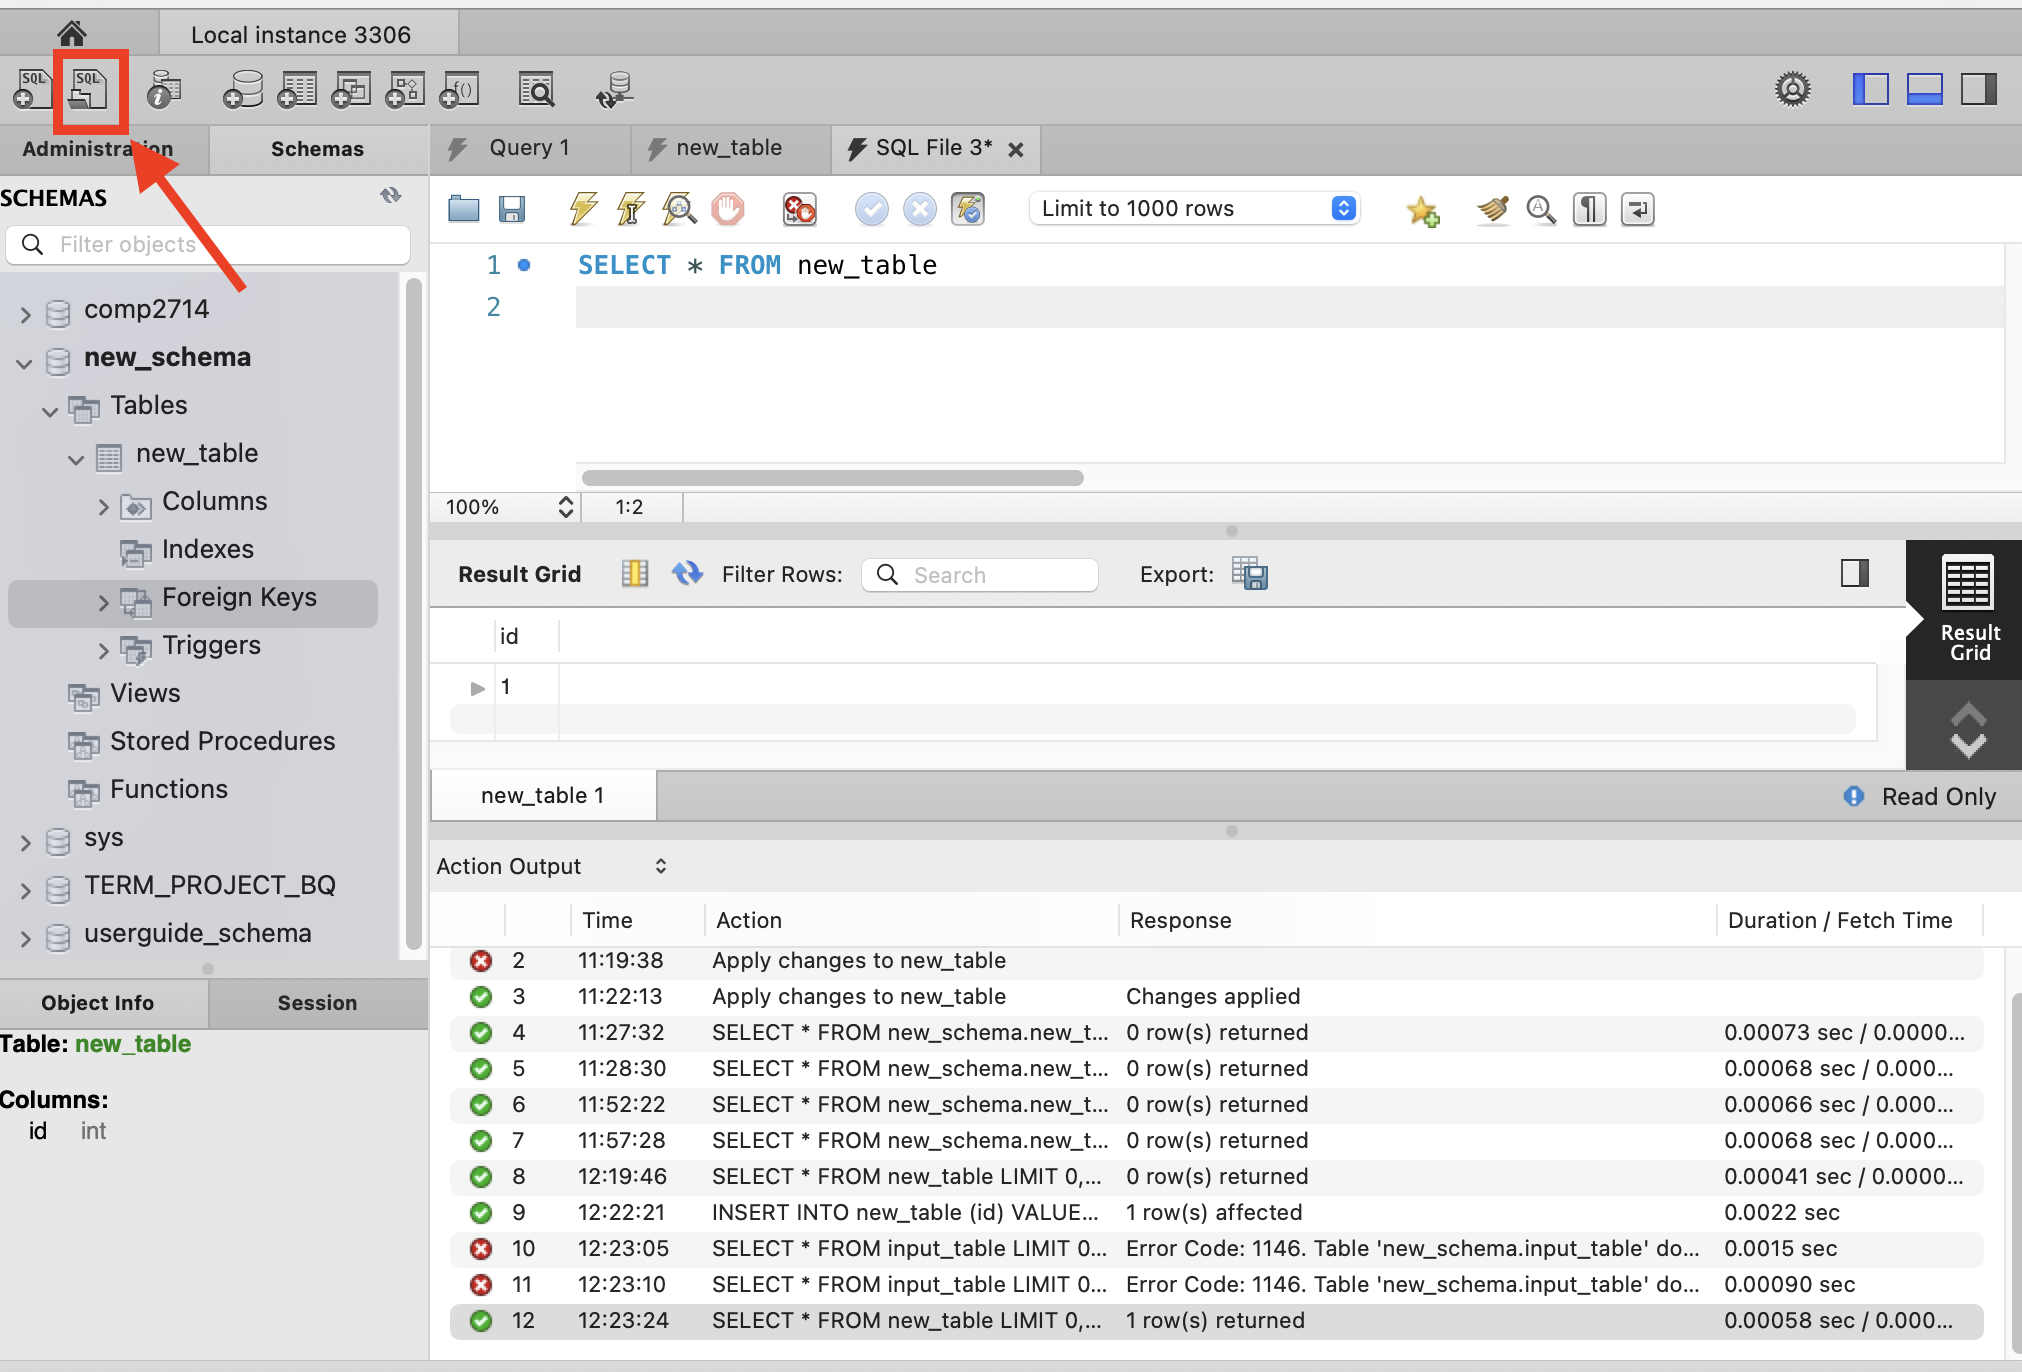 Local instance 3306
SQL
SQL
i
f()
Administration
Schemas
Query 1
new_table
SQL File 3*
SCHEMAS
Filter objects
Limit to 1000 rows
1
SELECT * FROM new_table
2
comp2714
new_schema
Tables
new_table
Columns
Indexes
Foreign Keys
Triggers
Views
Stored Procedures
Functions
sys
TERM_PROJECT_BQ
userguide_schema
100%
1:2
Result Grid
Filter Rows:
Search
Export:
Result
Grid
id
1
new_table 1
Read Only
Action Output
Time Action Response Duration / Fetch Time
2 11:19:38 Apply changes to new_table
3 11:22:13 Apply changes to new_table Changes applied
4 11:27:32 SELECT * FROM new_schema.new_t... 0 row(s) returned 0.00073 sec / 0.0000...
5 11:28:30 SELECT * FROM new_schema.new_t... 0 row(s) returned 0.00068 sec / 0.000...
6 11:52:22 SELECT * FROM new_schema.new_t... 0 row(s) returned 0.00066 sec / 0.000...
7 11:57:28 SELECT * FROM new_schema.new_t... 0 row(s) returned 0.00068 sec / 0.000...
8 12:19:46 SELECT * FROM new_table LIMIT 0,... 0 row(s) returned 0.00041 sec / 0.0000...
9 12:22:21 INSERT INTO new_table (id) VALUE... 1 row(s) affected 0.0022 sec
10 12:23:05 SELECT * FROM input_table LIMIT 0... Error Code: 1146. Table 'new_schema.input_table' do... 0.0015 sec
11 12:23:10 SELECT * FROM input_table LIMIT 0... Error Code: 1146. Table 'new_schema.input_table' do... 0.00090 sec
12 12:23:24 SELECT * FROM new_table LIMIT 0,... 1 row(s) returned 0.00058 sec / 0.000...
Object Info
Session
Table: new_table
Columns:
id int